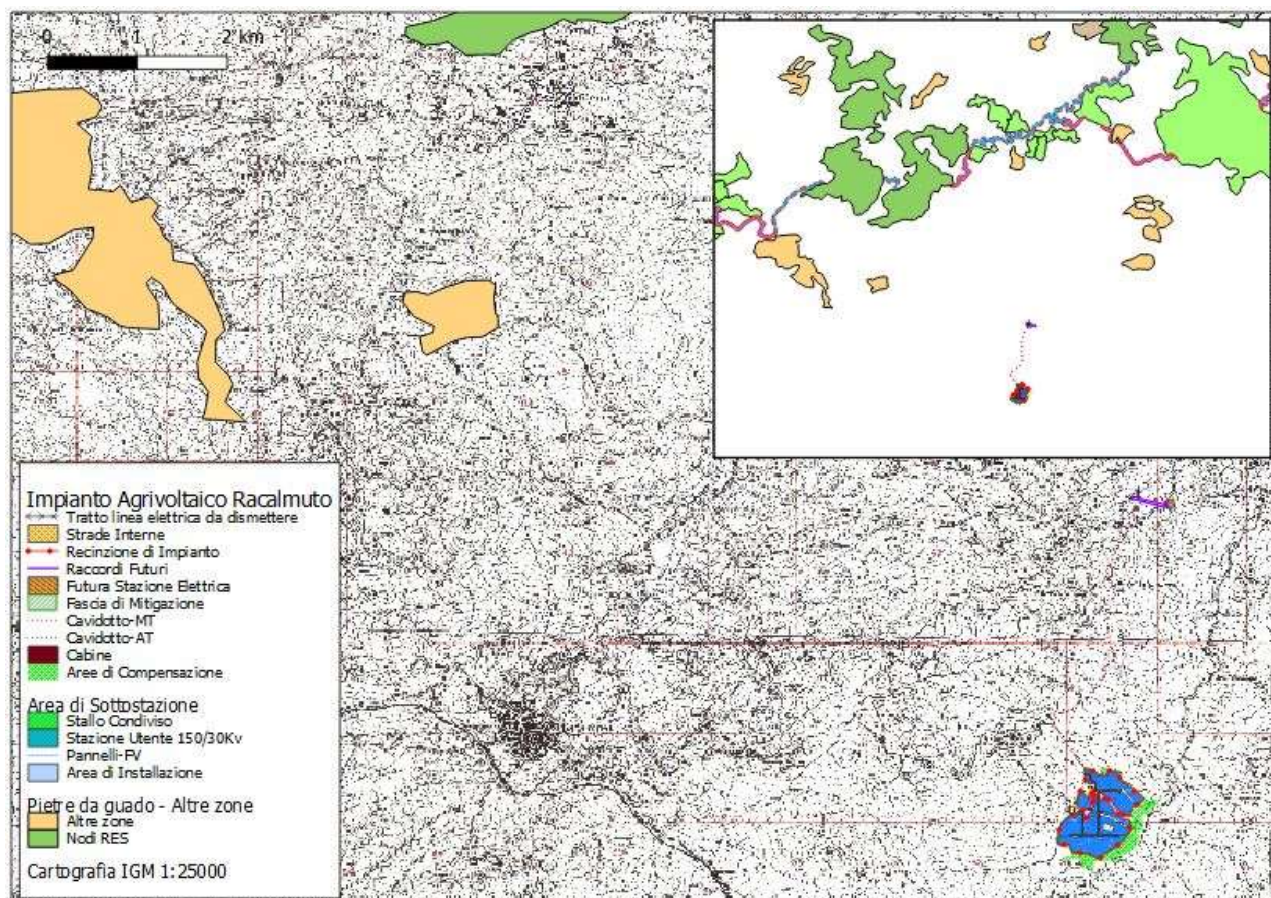 0 1 2 km
Impianto Agrivoltaico Racalmuto
Tratto linea elettrica da dismettere
Strade Interne
Recinzione di Impianto
Raccordi Futuri
Futura Stazione Elettrica
Fascia di Mitigazione
Cavidotto-MT
Cavidotto-AT
Cabine
Aree di Compensazione
Area di Sottostazione
Stallo Condiviso
Stazione Utente 150/30Kv
Pannelli-FV
Area di Installazione
Pietre da guado - Altre zone
Altre zone
Nodi RES
Cartografia IGM 1:25000